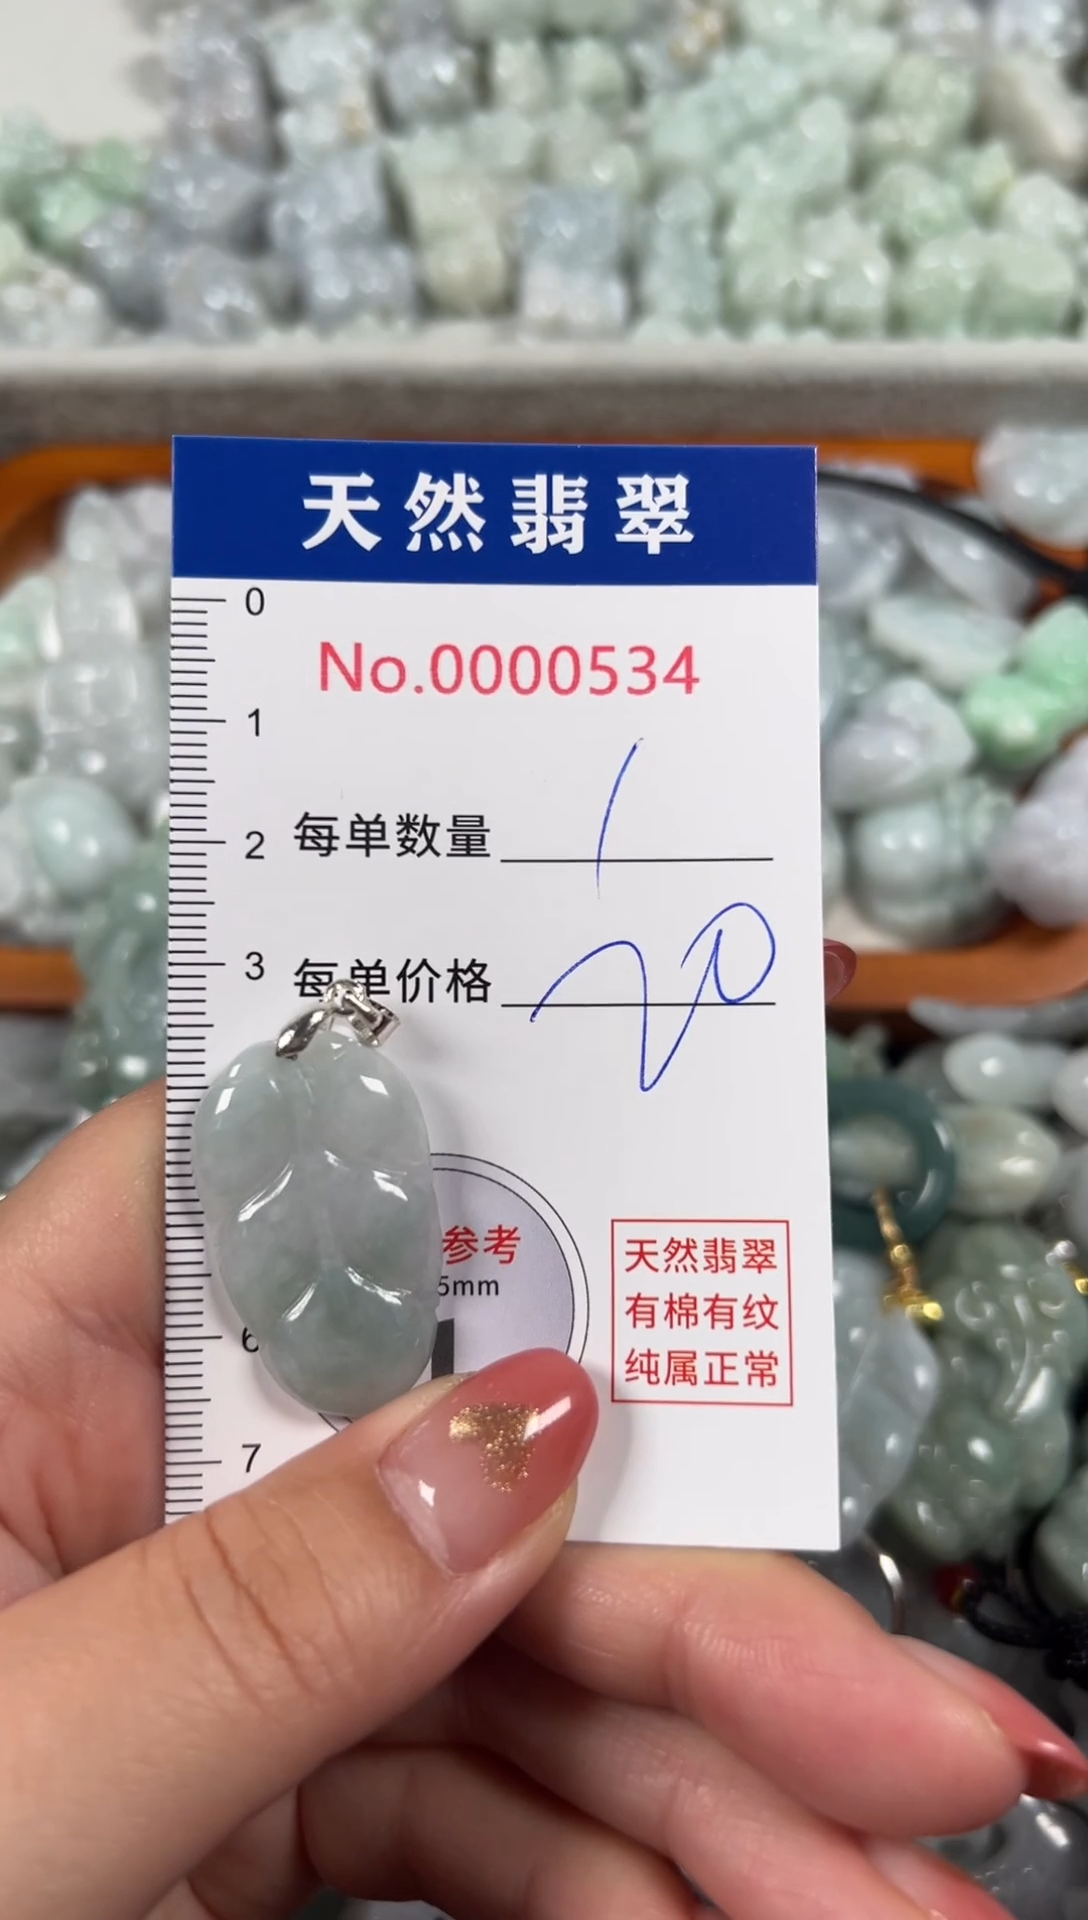 天然翡翠
0
No.0000534
1
每单数量 1
2
每单价格 20
3
参考
5mm
天然翡翠
有棉有纹
纯属正常
6
7